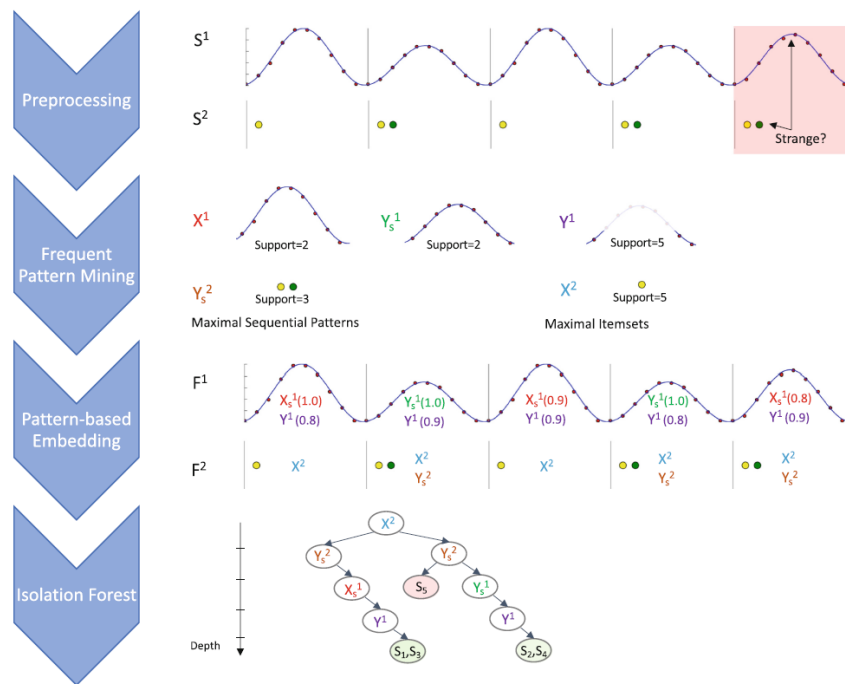 Preprocessing
S¹
S²
Strange?
Frequent
Pattern Mining
X¹
Support=2
Yₛ¹
Support=2
Y¹
Support=5
Yₛ²
Support=3
X²
Support=5
Maximal Sequential Patterns
Maximal Itemsets
Pattern-based
Embedding
F¹
Xₛ¹(1.0)
Y¹ (0.8)
Yₛ¹(1.0)
Y¹ (0.9)
Xₛ¹(0.9)
Y¹ (0.9)
Yₛ¹(1.0)
Y¹ (0.8)
Xₛ¹(0.8)
Y¹ (0.9)
F²
X²
X²
Yₛ²
X²
X²
Yₛ²
X²
Yₛ²
Isolation Forest
Depth
X²
Yₛ²
Yₛ²
Xₛ¹
S₅
Yₛ¹
Y¹
Y¹
S₁,S₃
S₂,S₄